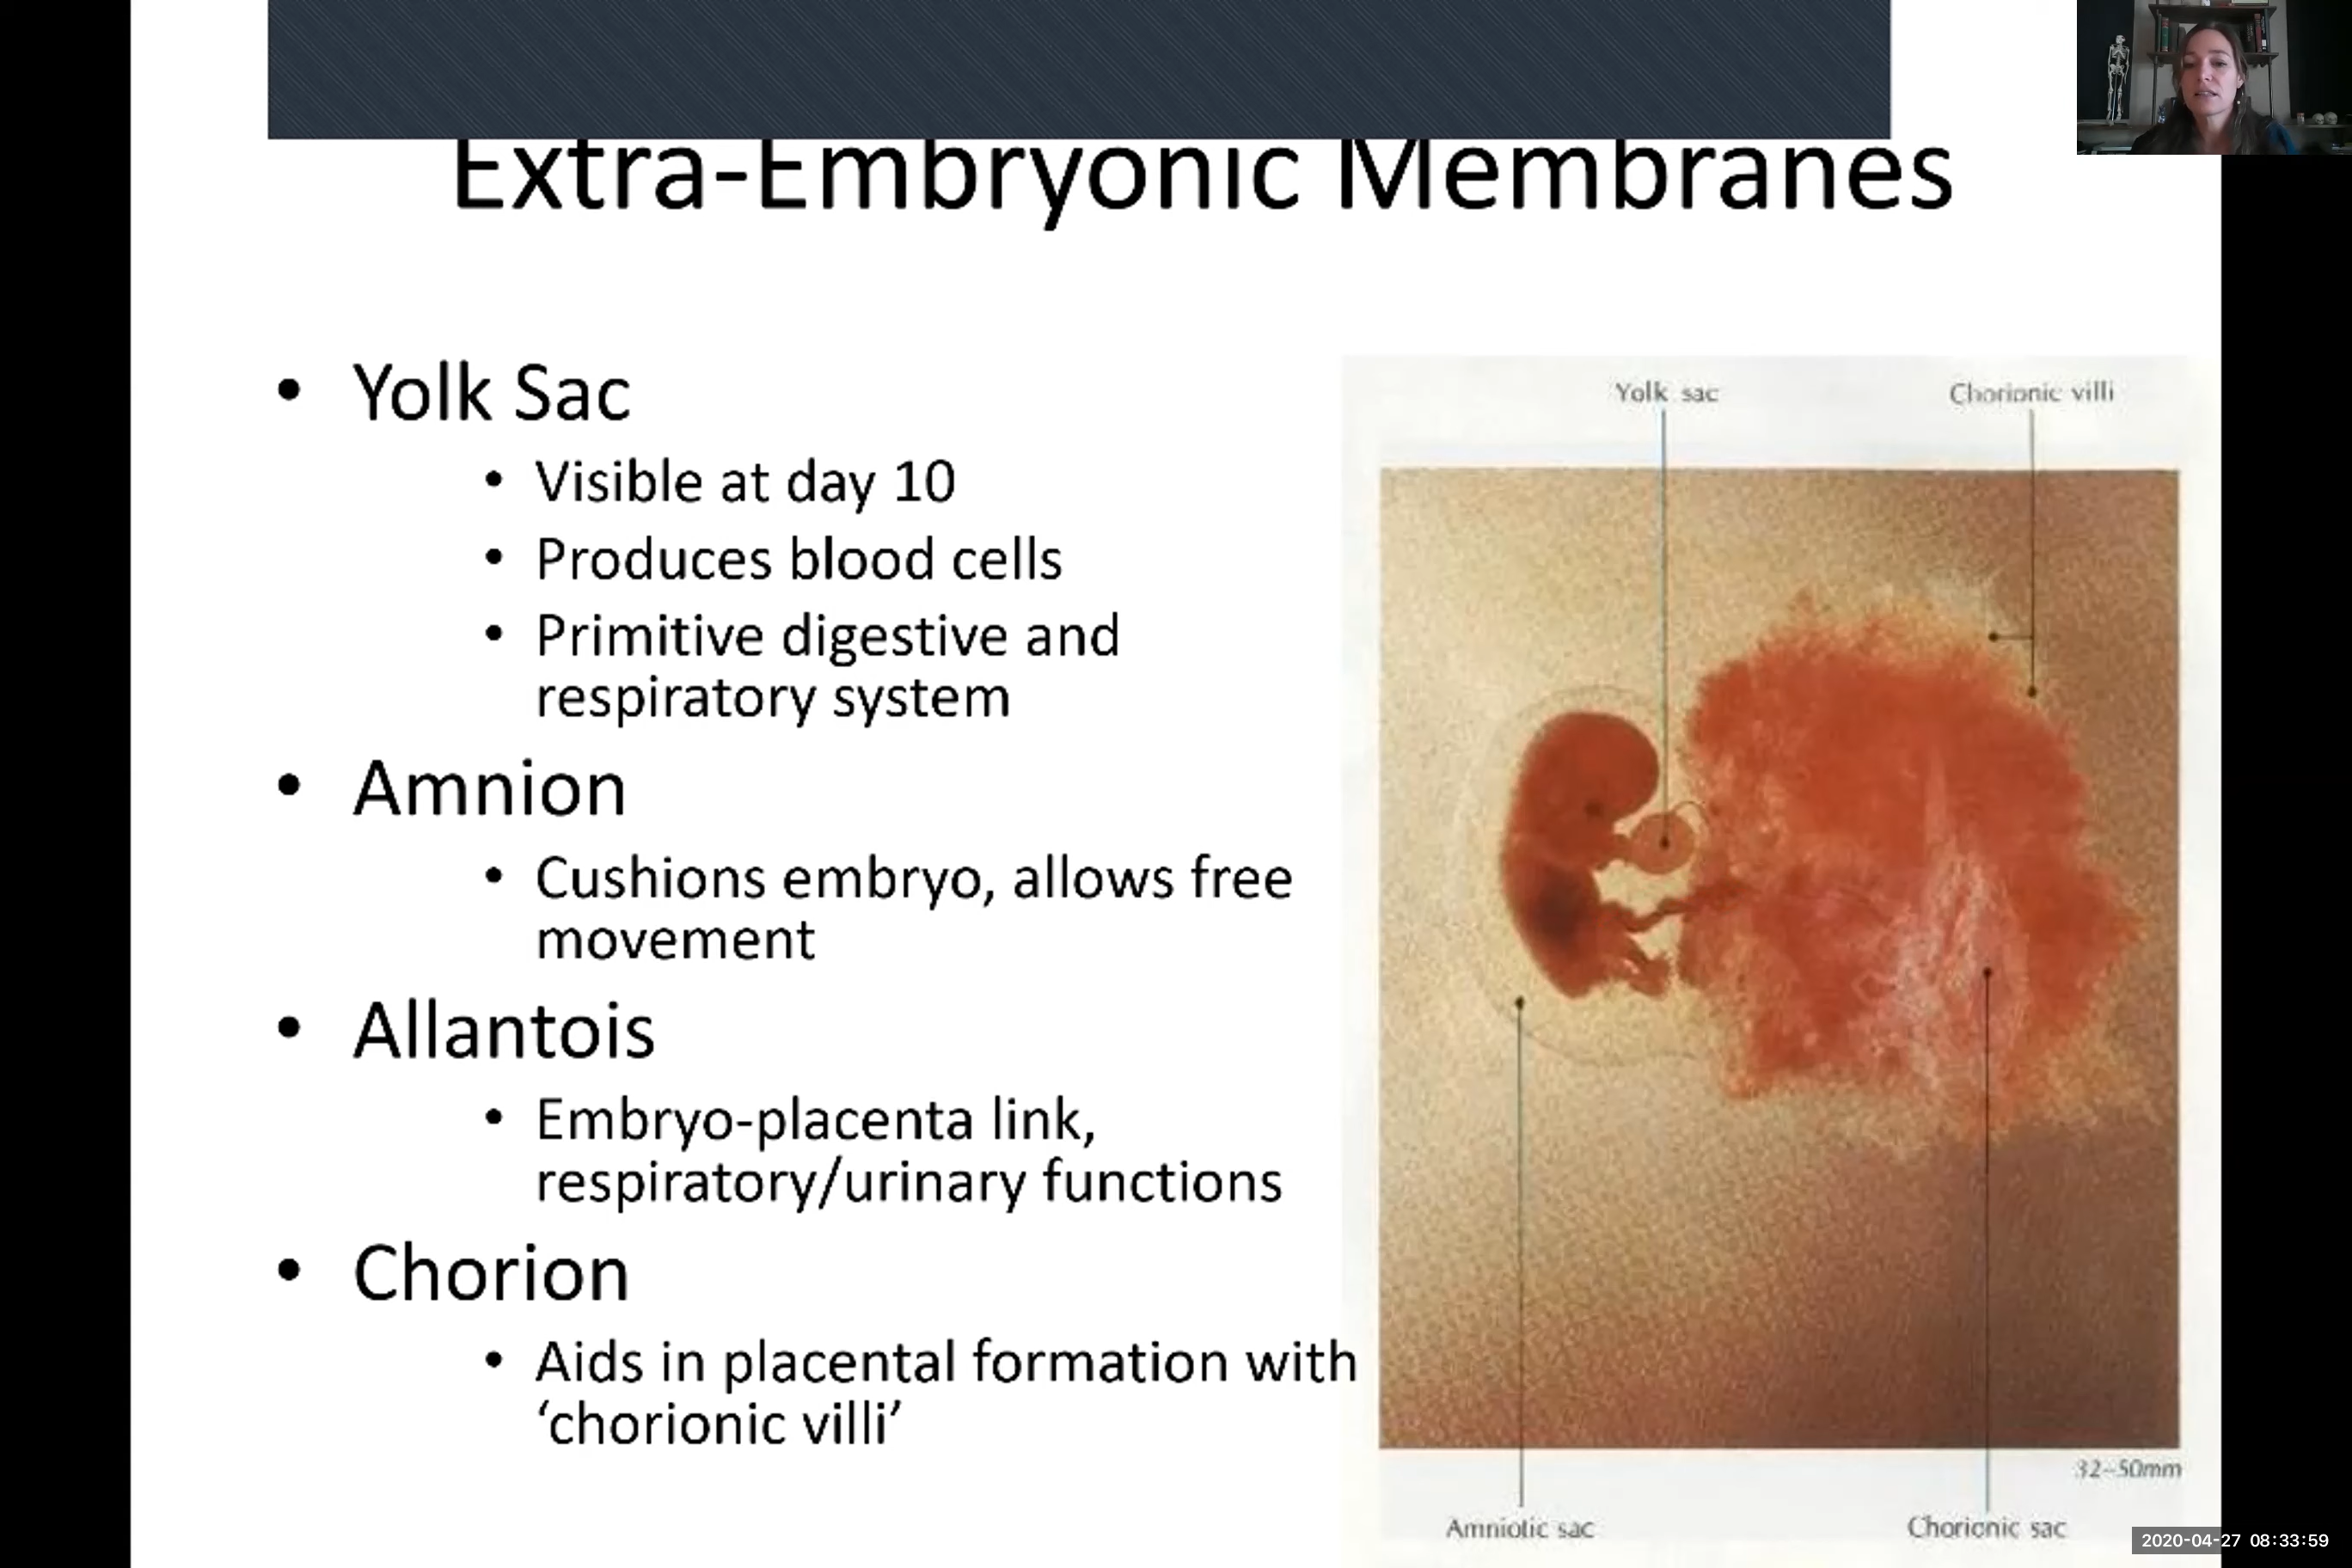 Extra-Embryonic Membranes
• Yolk Sac
• Visible at day 10
• Produces blood cells
• Primitive digestive and
respiratory system
• Amnion
• Cushions embryo, allows free
movement
• Allantois
• Embryo-placenta link,
respiratory/urinary functions
• Chorion
• Aids in placental formation with
‘chorionic villi’
Yolk sac
Chorionic villi
32–50mm
Amniotic sac
Chorionic sac
2020-04-27 08:33:59